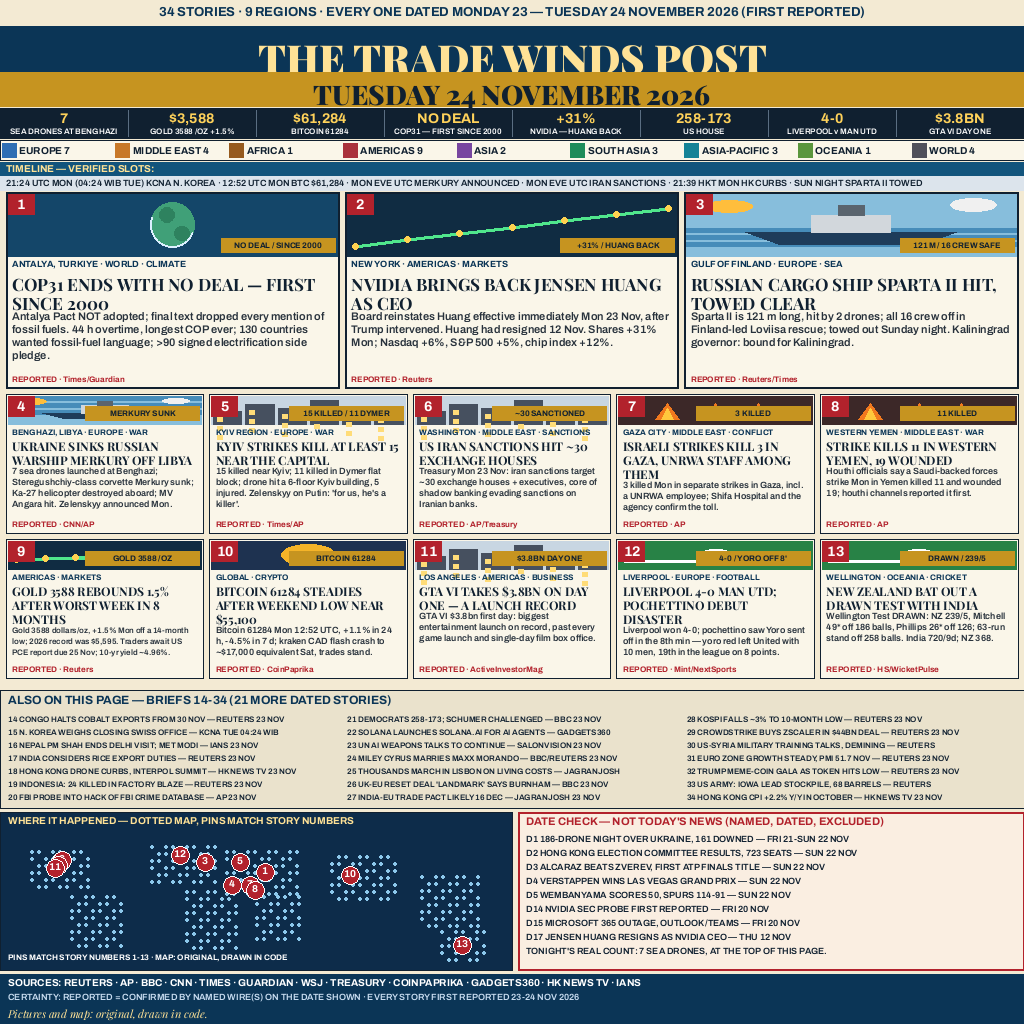 34 STORIES · 9 REGIONS · EVERY ONE DATED MONDAY 23 — TUESDAY 24 NOVEMBER 2026 (FIRST REPORTED)
THE TRADE WINDS POST
TUESDAY 24 NOVEMBER 2026
7
SEA DRONES AT BENGHAZI
$3,588
GOLD 3588 /OZ +1.5%
$61,284
BITCOIN 61284
NO DEAL
COP31 — FIRST SINCE 2000
+31%
NVIDIA — HUANG BACK
258-173
US HOUSE
4-0
LIVERPOOL v MAN UTD
$3.8BN
GTA VI DAY ONE
EUROPE 7
MIDDLE EAST 4
AFRICA 1
AMERICAS 9
ASIA 2
SOUTH ASIA 3
ASIA-PACIFIC 3
OCEANIA 1
WORLD 4
TIMELINE — VERIFIED SLOTS:
21:24 UTC MON (04:24 WIB TUE) KCNA N. KOREA · 12:52 UTC MON BTC $61,284 · MON EVE UTC MERKURY ANNOUNCED · MON EVE UTC IRAN SANCTIONS · 21:39 HKT MON HK CURBS · SUN NIGHT SPARTA II TOWED
1
NO DEAL / SINCE 2000
ANTALYA, TURKIYE · WORLD · CLIMATE
COP31 ENDS WITH NO DEAL — FIRST
SINCE 2000
Antalya Pact NOT adopted; final text dropped every mention of
fossil fuels. 44 h overtime, longest COP ever; 130 countries
wanted fossil-fuel language; >90 signed electrification side
pledge.
REPORTED · Times/Guardian
2
+31% / HUANG BACK
NEW YORK · AMERICAS · MARKETS
NVIDIA BRINGS BACK JENSEN HUANG
AS CEO
Board reinstates Huang effective immediately Mon 23 Nov, after
Trump intervened. Huang had resigned 12 Nov. Shares +31%
Mon; Nasdaq +6%, S&P 500 +5%, chip index +12%.
REPORTED · Reuters
3
121 M / 16 CREW SAFE
GULF OF FINLAND · EUROPE · SEA
RUSSIAN CARGO SHIP SPARTA II HIT,
TOWED CLEAR
Sparta II is 121 m long, hit by 2 drones; all 16 crew off in
Finland-led Loviisa rescue; towed out Sunday night. Kaliningrad
governor: bound for Kaliningrad.
REPORTED · Reuters/Times
4
MERKURY SUNK
BENGHAZI, LIBYA · EUROPE · WAR
UKRAINE SINKS RUSSIAN
WARSHIP MERKURY OFF LIBYA
7 sea drones launched at Benghazi;
Steregushchiy-class corvette Merkury sunk;
Ka-27 helicopter destroyed aboard; MV
Angara hit. Zelenskyy announced Mon.
REPORTED · CNN/AP
5
15 KILLED / 11 DYMER
KYIV REGION · EUROPE · WAR
KYIV STRIKES KILL AT LEAST 15
NEAR THE CAPITAL
15 killed near Kyiv; 11 killed in Dymer flat
block; drone hit a 6-floor Kyiv building, 5
injured. Zelenskyy on Putin: 'for us, he's a
killer'.
REPORTED · Times/AP
6
~30 SANCTIONED
WASHINGTON · MIDDLE EAST · SANCTIONS
US IRAN SANCTIONS HIT ~30
EXCHANGE HOUSES
Treasury Mon 23 Nov: iran sanctions target
~30 exchange houses + executives, core of
shadow banking evading sanctions on
Iranian banks.
REPORTED · AP/Treasury
7
3 KILLED
GAZA CITY · MIDDLE EAST · CONFLICT
ISRAELI STRIKES KILL 3 IN
GAZA, UNRWA STAFF AMONG
THEM
3 killed Mon in separate strikes in Gaza, incl.
a UNRWA employee; Shifa Hospital and the
agency confirm the toll.
REPORTED · AP
8
11 KILLED
WESTERN YEMEN · MIDDLE EAST · WAR
STRIKE KILLS 11 IN WESTERN
YEMEN, 19 WOUNDED
Houthi officials say a Saudi-backed forces
strike Mon in Yemen killed 11 and wounded
19; houthi channels reported it first.
REPORTED · AP
9
GOLD 3588/OZ
AMERICAS · MARKETS
GOLD 3588 REBOUNDS 1.5%
AFTER WORST WEEK IN 8
MONTHS
Gold 3588 dollars/oz, +1.5% Mon off a 14-month
low; 2026 record was $5,595. Traders await US
PCE report due 25 Nov; 10-yr yield ~4.96%.
REPORTED · Reuters
10
BITCOIN 61284
GLOBAL · CRYPTO
BITCOIN 61284 STEADIES
AFTER WEEKEND LOW NEAR
$55,100
Bitcoin 61284 Mon 12:52 UTC, +1.1% in 24
h, -4.5% in 7 d; kraken CAD flash crash to
~$17,000 equivalent Sat, trades stand.
REPORTED · CoinPaprika
11
$3.8BN DAY ONE
LOS ANGELES · AMERICAS · BUSINESS
GTA VI TAKES $3.8BN ON DAY
ONE — A LAUNCH RECORD
GTA VI $3.8bn first day: biggest
entertainment launch on record, past every
game launch and single-day film box office.
REPORTED · ActiveInvestorMag
12
4-0 / YORO OFF 8'
LIVERPOOL · EUROPE · FOOTBALL
LIVERPOOL 4-0 MAN UTD;
POCHETTINO DEBUT
DISASTER
Liverpool won 4-0; pochettino saw Yoro sent
off in the 8th min — yoro red left United with
10 men, 19th in the league on 8 points.
REPORTED · Mint/NextSports
13
DRAWN / 239/5
WELLINGTON · OCEANIA · CRICKET
NEW ZEALAND BAT OUT A
DRAWN TEST WITH INDIA
Wellington Test DRAWN: NZ 239/5, Mitchell
49* off 186 balls, Phillips 26* off 126; 63-run
stand off 258 balls. India 720/9d; NZ 368.
REPORTED · HS/WicketPulse
ALSO ON THIS PAGE — BRIEFS 14-34 (21 MORE DATED STORIES)
14 CONGO HALTS COBALT EXPORTS FROM 30 NOV — REUTERS 23 NOV
15 N. KOREA WEIGHS CLOSING SWISS OFFICE — KCNA TUE 04:24 WIB
16 NEPAL PM SHAH ENDS DELHI VISIT; MET MODI — IANS 23 NOV
17 INDIA CONSIDERS RICE EXPORT DUTIES — REUTERS 23 NOV
18 HONG KONG DRONE CURBS, INTERPOL SUMMIT — HK NEWS TV 23 NOV
19 INDONESIA: 24 KILLED IN FACTORY BLAZE — REUTERS 23 NOV
20 FBI PROBE INTO HACK OF FBI CRIME DATABASE — AP 23 NOV
21 DEMOCRATS 258-173; SCHUMER CHALLENGED — BBC 23 NOV
22 SOLANA LAUNCHES SOLANA.AI FOR AI AGENTS — GADGETS360
23 UN AI WEAPONS TALKS TO CONTINUE — SALONVISION 23 NOV
24 MILEY CYRUS MARRIES MAXX MORANDO — BBC/REUTERS 23 NOV
25 THOUSANDS MARCH IN LISBON ON LIVING COSTS — JAGRANJOSH
26 UK-EU RESET DEAL 'LANDMARK' SAYS BURNHAM — BBC 23 NOV
27 INDIA-EU TRADE PACT LIKELY 16 DEC — JAGRANJOSH 23 NOV
28 KOSPI FALLS ~3% TO 10-MONTH LOW — REUTERS 23 NOV
29 CROWDSTRIKE BUYS ZSCALER IN $44BN DEAL — REUTERS 23 NOV
30 US-SYRIA MILITARY TRAINING TALKS, DEMINING — REUTERS
31 EURO ZONE GROWTH STEADY, PMI 51.7 NOV — REUTERS 23 NOV
32 TRUMP MEME-COIN GALA AS TOKEN HITS LOW — REUTERS 23 NOV
33 US ARMY: IOWA LEAD STOCKPILE, 68 BARRELS — REUTERS
34 HONG KONG CPI +2.2% Y/Y IN OCTOBER — HK NEWS TV 23 NOV
WHERE IT HAPPENED — DOTTED MAP, PINS MATCH STORY NUMBERS
11
12
3
5
1
4
8
10
13
PINS MATCH STORY NUMBERS 1-13 · MAP: ORIGINAL, DRAWN IN CODE
DATE CHECK — NOT TODAY'S NEWS (NAMED, DATED, EXCLUDED)
D1 186-DRONE NIGHT OVER UKRAINE, 161 DOWNED — FRI 21-SUN 22 NOV
D2 HONG KONG ELECTION COMMITTEE RESULTS, 723 SEATS — SUN 22 NOV
D3 ALCARAZ BEATS ZVEREV, FIRST ATP FINALS TITLE — SUN 22 NOV
D4 VERSTAPPEN WINS LAS VEGAS GRAND PRIX — SUN 22 NOV
D5 WEMBANYAMA SCORES 50, SPURS 114-91 — SUN 22 NOV
D14 NVIDIA SEC PROBE FIRST REPORTED — FRI 20 NOV
D15 MICROSOFT 365 OUTAGE, OUTLOOK/TEAMS — FRI 20 NOV
D17 JENSEN HUANG RESIGNS AS NVIDIA CEO — THU 12 NOV
TONIGHT'S REAL COUNT: 7 SEA DRONES, AT THE TOP OF THIS PAGE.
SOURCES: REUTERS · AP · BBC · CNN · TIMES · GUARDIAN · WSJ · TREASURY · COINPAPRIKA · GADGETS360 · HK NEWS TV · IANS
CERTAINTY: REPORTED = CONFIRMED BY NAMED WIRE(S) ON THE DATE SHOWN · EVERY STORY FIRST REPORTED 23-24 NOV 2026
Pictures and map: original, drawn in code.